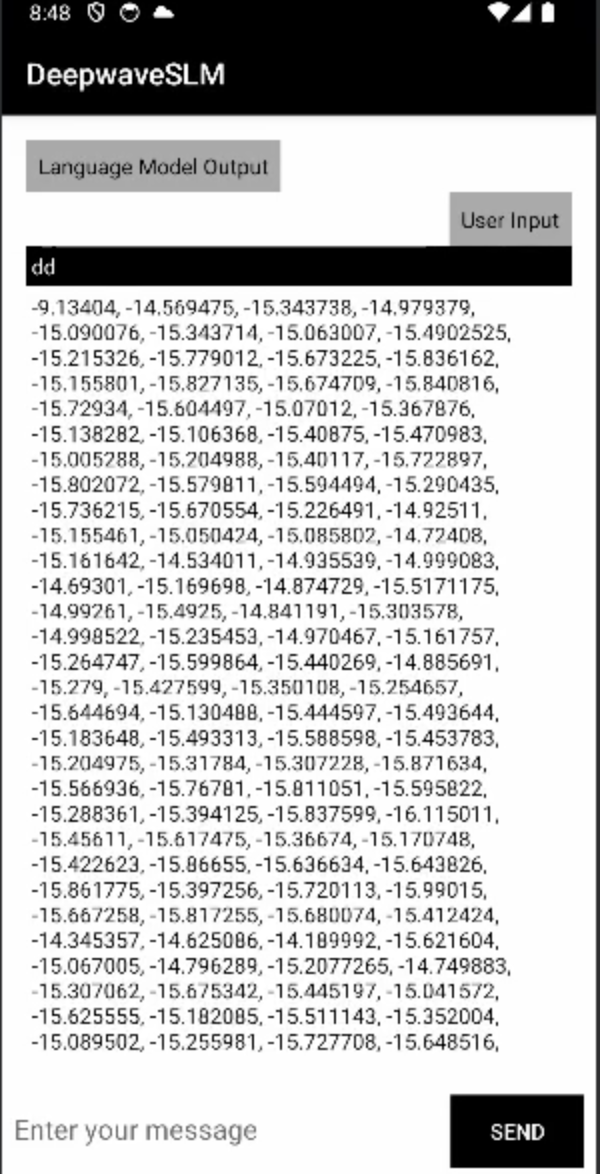 8:48
DeepwaveSLM
Language Model Output
User Input
dd
-9.13404, -14.569475, -15.343738, -14.979379,
-15.090076, -15.343714, -15.063007, -15.4902525,
-15.215326, -15.779012, -15.673225, -15.836162,
-15.155801, -15.827135, -15.674709, -15.840816,
-15.72934, -15.604497, -15.07012, -15.367876,
-15.138282, -15.106368, -15.40875, -15.470983,
-15.005288, -15.204988, -15.40117, -15.722897,
-15.802072, -15.579811, -15.594494, -15.290435,
-15.736215, -15.670554, -15.226491, -14.92511,
-15.155461, -15.050424, -15.085802, -14.72408,
-15.161642, -14.534011, -14.935539, -14.999083,
-14.69301, -15.169698, -14.874729, -15.5171175,
-14.99261, -15.4925, -14.841191, -15.303578,
-14.998522, -15.235453, -14.970467, -15.161757,
-15.264747, -15.599864, -15.440269, -14.885691,
-15.279, -15.427599, -15.350108, -15.254657,
-15.644694, -15.130488, -15.444597, -15.493644,
-15.183648, -15.493313, -15.588598, -15.453783,
-15.204975, -15.31784, -15.307228, -15.871634,
-15.566936, -15.76781, -15.811051, -15.595822,
-15.288361, -15.394125, -15.837599, -16.115011,
-15.45611, -15.617475, -15.36674, -15.170748,
-15.422623, -15.86655, -15.636634, -15.643826,
-15.861775, -15.397256, -15.720113, -15.99015,
-15.667258, -15.817255, -15.680074, -15.412424,
-14.345357, -14.625086, -14.189992, -15.621604,
-15.067005, -14.796289, -15.2077265, -14.749883,
-15.307062, -15.675342, -15.445197, -15.041572,
-15.625555, -15.182085, -15.511143, -15.352004,
-15.089502, -15.255981, -15.727708, -15.648516,
Enter your message
SEND